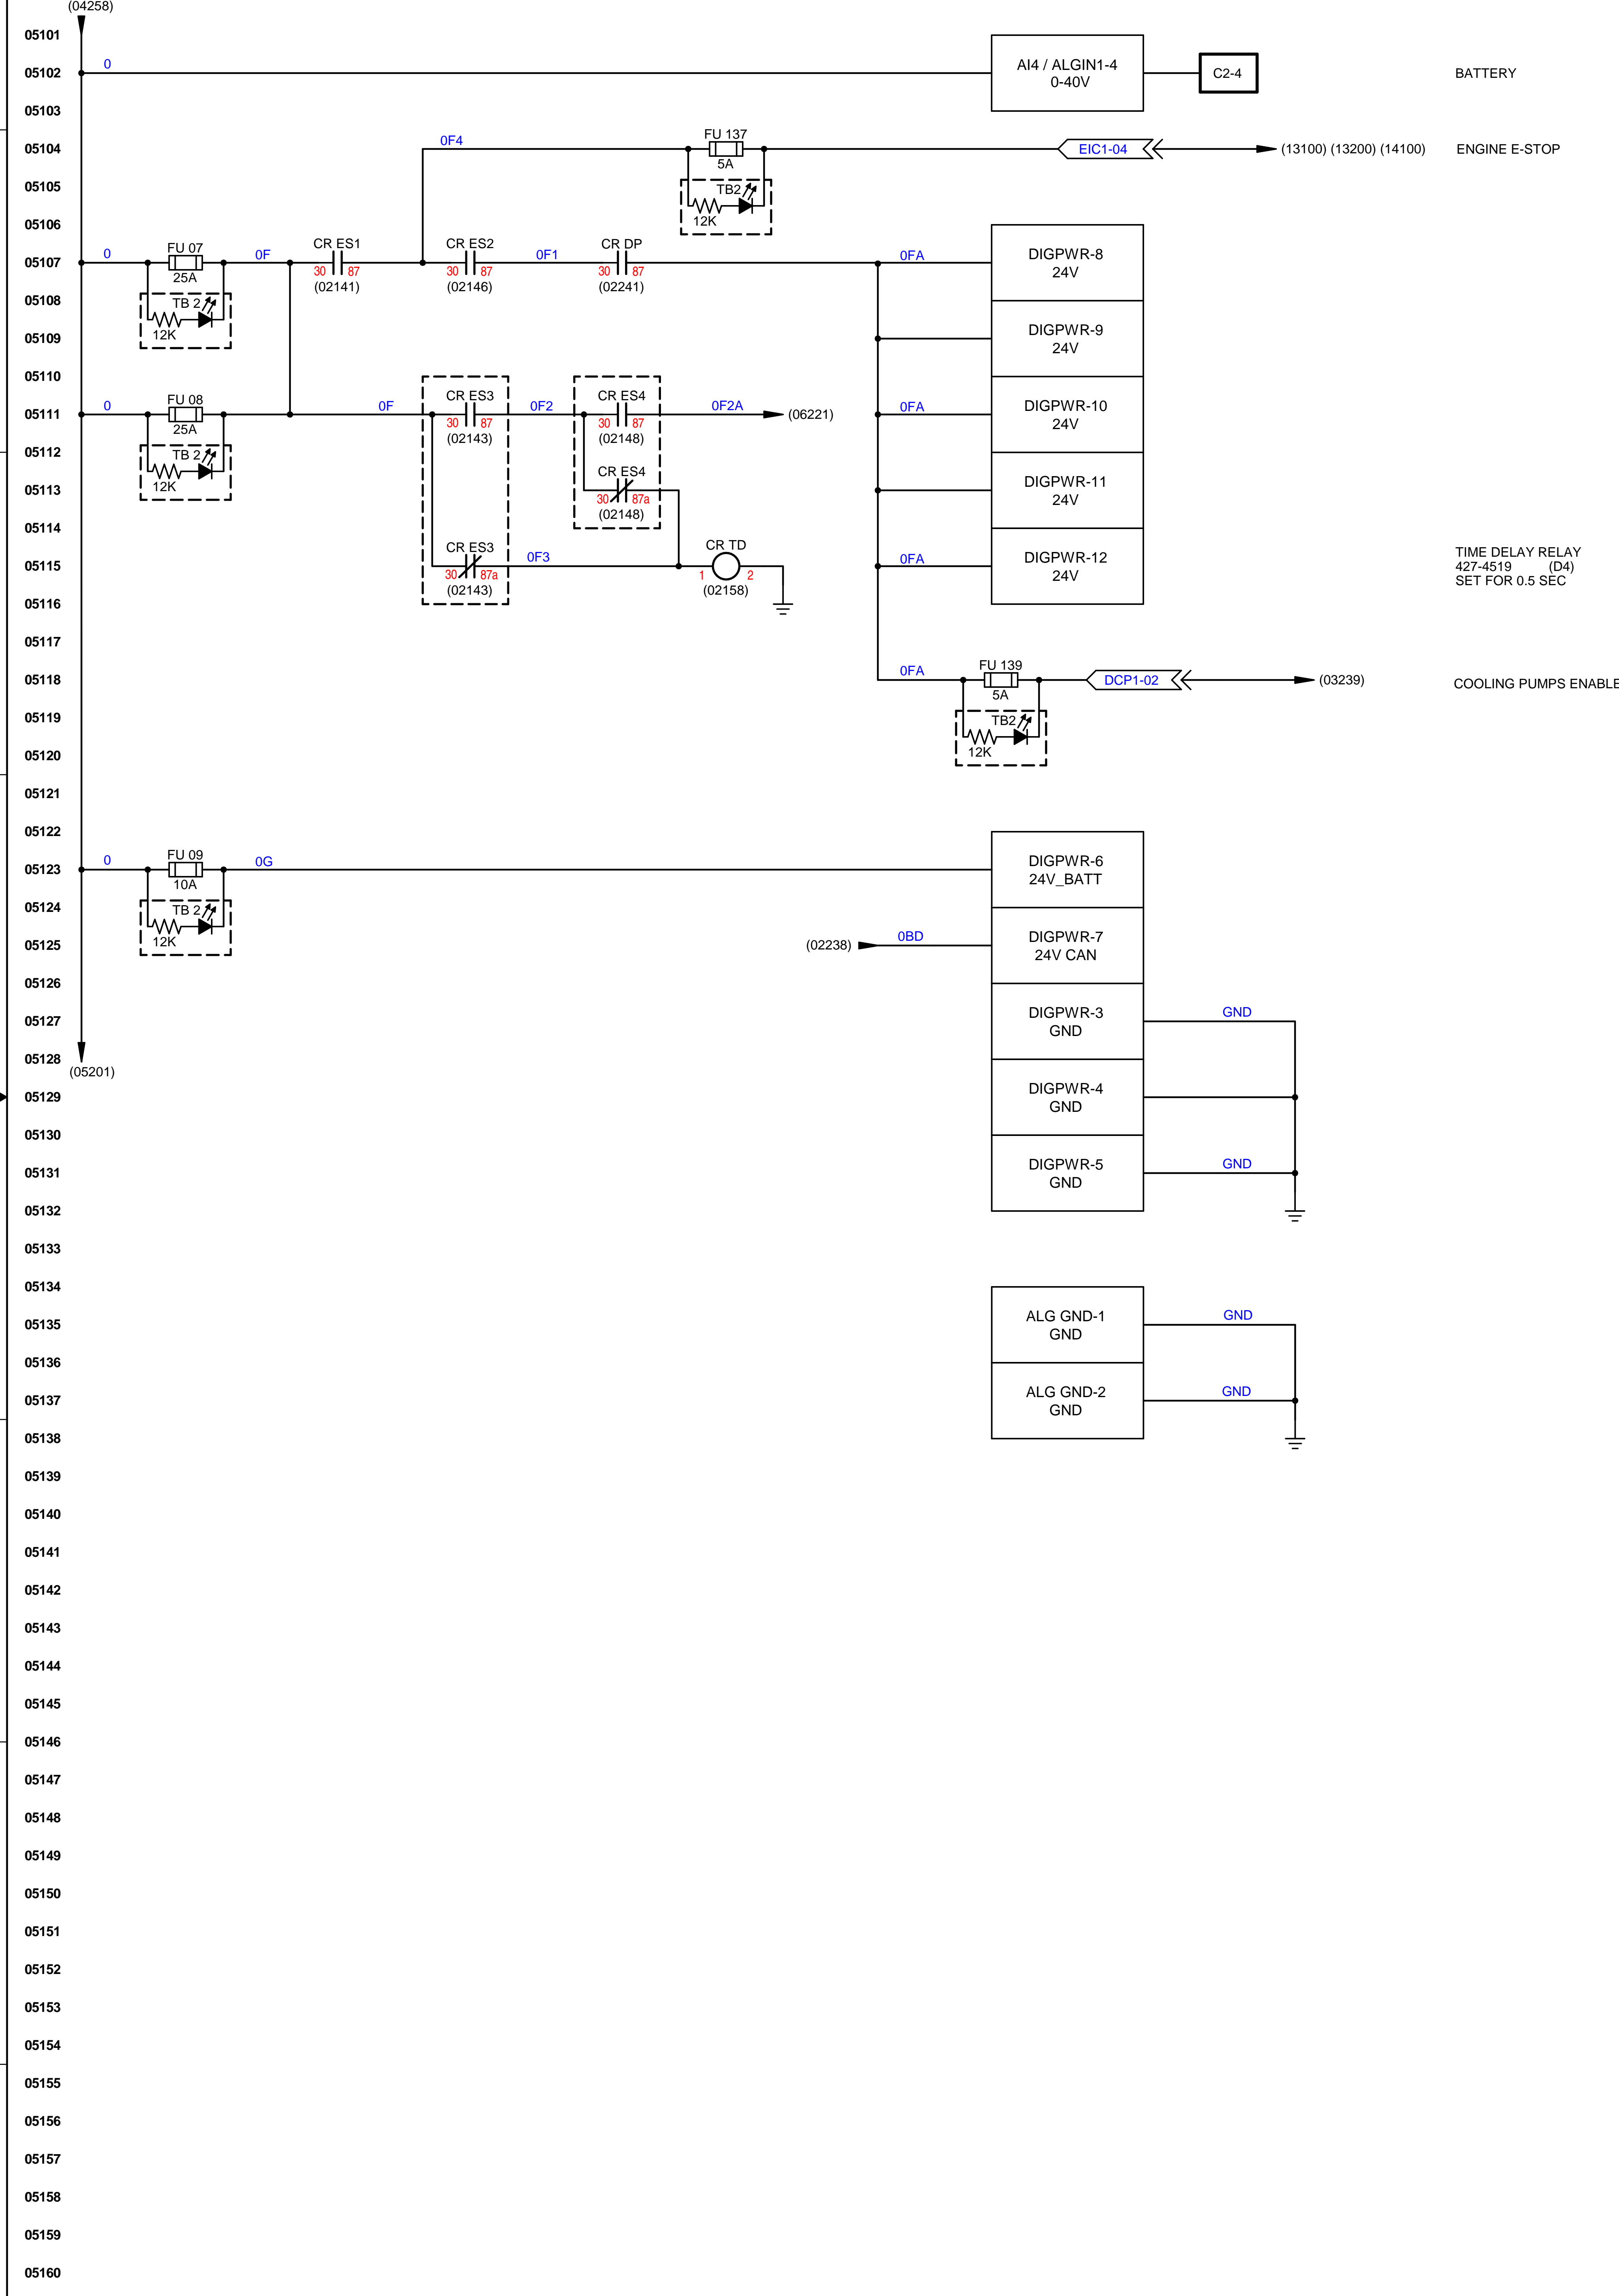 (04258)
05101
05102
0
AI4 / ALGIN1-4
0-40V
C2-4
BATTERY
05103
05104
0F4
FU 137
5A
EIC1-04
(13100) (13200) (14100)
ENGINE E-STOP
05105
TB2
12K
05106
05107
0
FU 07
25A
0F
CR ES1
30 87
(02141)
CR ES2
30 87
(02146)
0F1
CR DP
30 87
(02241)
0FA
DIGPWR-8
24V
05108
TB 2
12K
05109
DIGPWR-9
24V
05110
05111
0
FU 08
25A
0F
CR ES3
30 87
(02143)
0F2
CR ES4
30 87
(02148)
0F2A
(06221)
0FA
DIGPWR-10
24V
05112
TB 2
12K
05113
CR ES4
30 87a
(02148)
DIGPWR-11
24V
05114
05115
CR ES3
30 87a
(02143)
0F3
CR TD
1 2
(02158)
0FA
DIGPWR-12
24V
TIME DELAY RELAY
427-4519 (D4)
SET FOR 0.5 SEC
05116
05117
05118
0FA
FU 139
5A
DCP1-02
(03239)
COOLING PUMPS ENABLE
05119
TB2
12K
05120
05121
05122
05123
0
FU 09
10A
0G
DIGPWR-6
24V_BATT
05124
TB 2
12K
05125
(02238)
0BD
DIGPWR-7
24V CAN
05126
05127
DIGPWR-3
GND
GND
05128
(05201)
05129
DIGPWR-4
GND
05130
05131
DIGPWR-5
GND
GND
05132
05133
05134
05135
ALG GND-1
GND
GND
05136
05137
ALG GND-2
GND
GND
05138
05139
05140
05141
05142
05143
05144
05145
05146
05147
05148
05149
05150
05151
05152
05153
05154
05155
05156
05157
05158
05159
05160